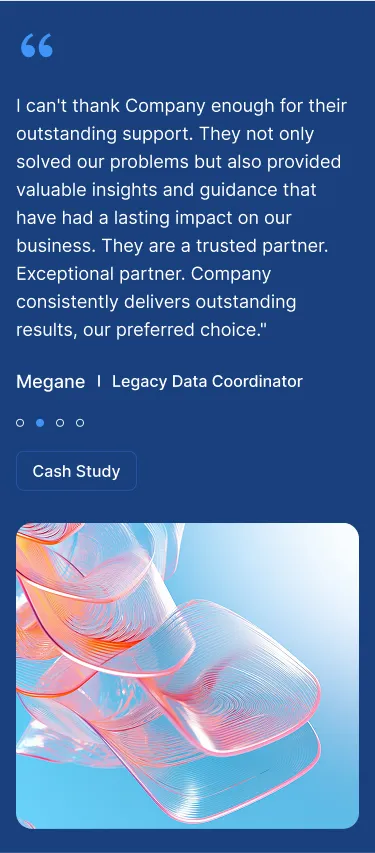 “
I can't thank Company enough for their
outstanding support. They not only
solved our problems but also provided
valuable insights and guidance that
have had a lasting impact on our
business. They are a trusted partner.
Exceptional partner. Company
consistently delivers outstanding
results, our preferred choice."
Megane | Legacy Data Coordinator
Cash Study